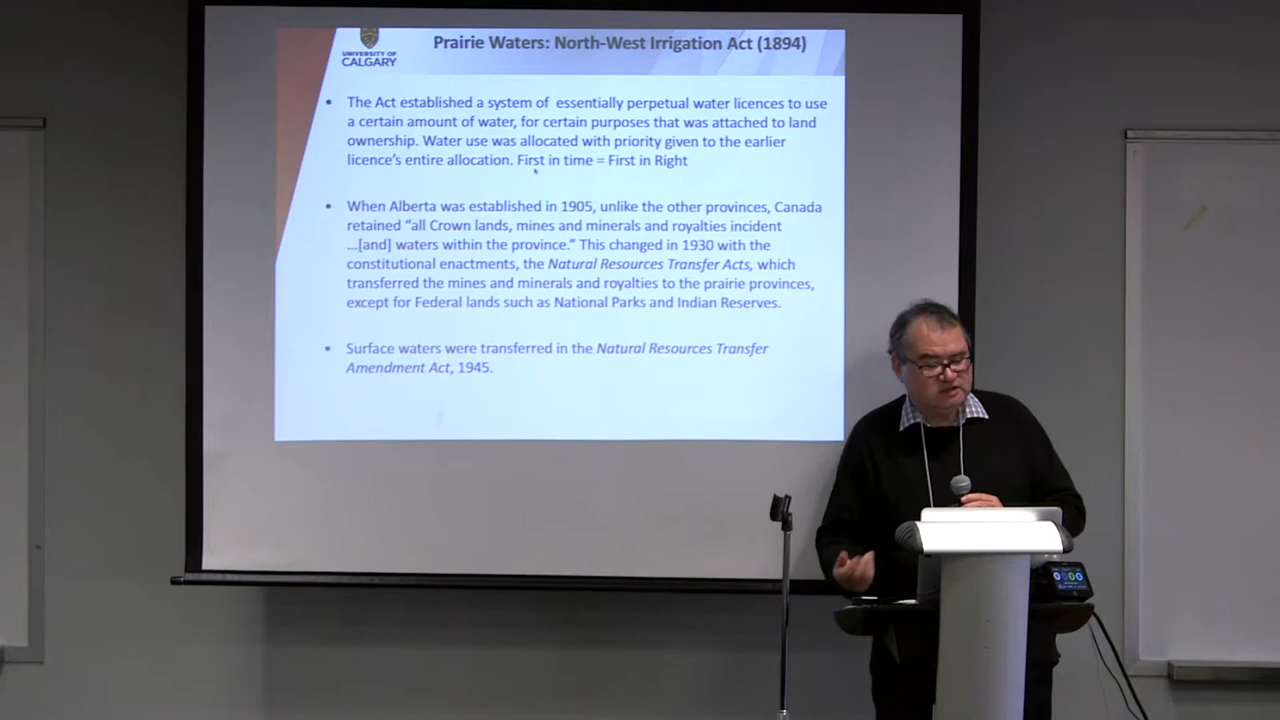 UNIVERSITY OF
CALGARY
Prairie Waters: North-West Irrigation Act (1894)
• The Act established a system of essentially perpetual water licences to use
a certain amount of water, for certain purposes that was attached to land
ownership. Water use was allocated with priority given to the earlier
licence's entire allocation. First in time = First in Right
• When Alberta was established in 1905, unlike the other provinces, Canada
retained “all Crown lands, mines and minerals and royalties incident
...[and] waters within the province.” This changed in 1930 with the
constitutional enactments, the Natural Resources Transfer Acts, which
transferred the mines and minerals and royalties to the prairie provinces,
except for Federal lands such as National Parks and Indian Reserves.
• Surface waters were transferred in the Natural Resources Transfer
Amendment Act, 1945.